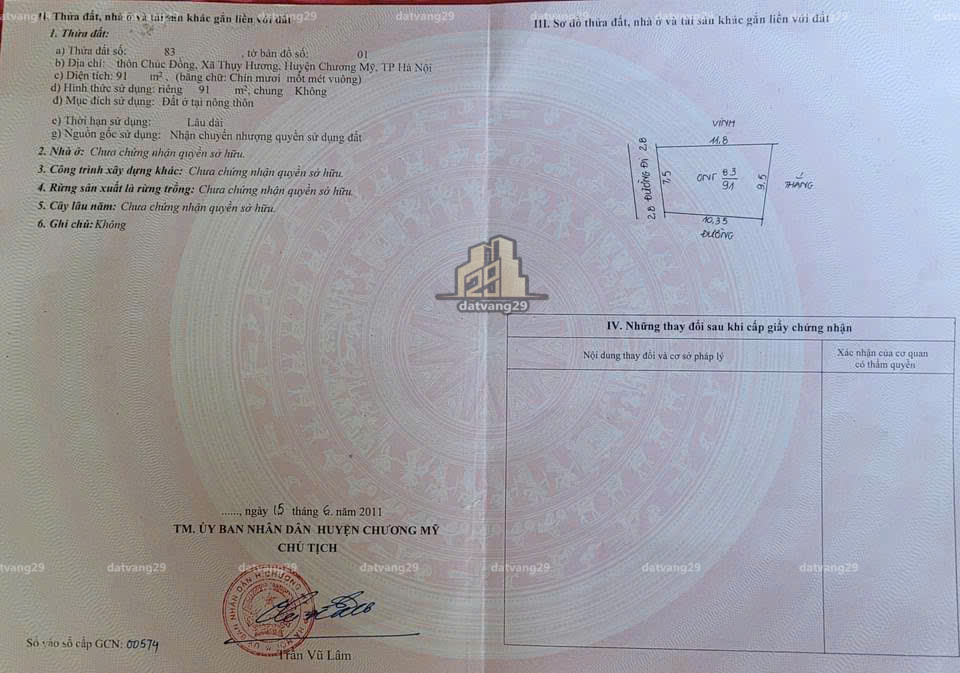 II. Thửa đất, nhà ở và tài sản khác gắn liền với đất
1. Thửa đất:
a) Thửa đất số: 83 , tờ bản đồ số: 01
b) Địa chỉ: thôn Chúc Đồng, Xã Thụy Hương, Huyện Chương Mỹ, TP Hà Nội
c) Diện tích: 91 m², (bằng chữ: Chín mươi mốt mét vuông)
d) Hình thức sử dụng: riêng 91 m², chung Không
đ) Mục đích sử dụng: Đất ở tại nông thôn
e) Thời hạn sử dụng: Lâu dài
g) Nguồn gốc sử dụng: Nhận chuyển nhượng quyền sử dụng đất
2. Nhà ở: Chưa chứng nhận quyền sở hữu.
3. Công trình xây dựng khác: Chưa chứng nhận quyền sở hữu.
4. Rừng sản xuất là rừng trồng: Chưa chứng nhận quyền sở hữu.
5. Cây lâu năm: Chưa chứng nhận quyền sở hữu.
6. Ghi chú: Không
......, ngày 15 tháng 6 năm 2011
TM. ỦY BAN NHÂN DÂN HUYỆN CHƯƠNG MỸ
CHỦ TỊCH
Trần Vũ Lâm
Số vào sổ cấp GCN: 00574
III. Sơ đồ thửa đất, nhà ở và tài sản khác gắn liền với đất
VINH
11,8
2.8 ĐƯỜNG ĐI 2.8
7,5
ONT 83
91
9,5
THANG
10,35
ĐƯỜNG
IV. Những thay đổi sau khi cấp giấy chứng nhận
Nội dung thay đổi và cơ sở pháp lý
Xác nhận của cơ quan
có thẩm quyền
29
datvang29